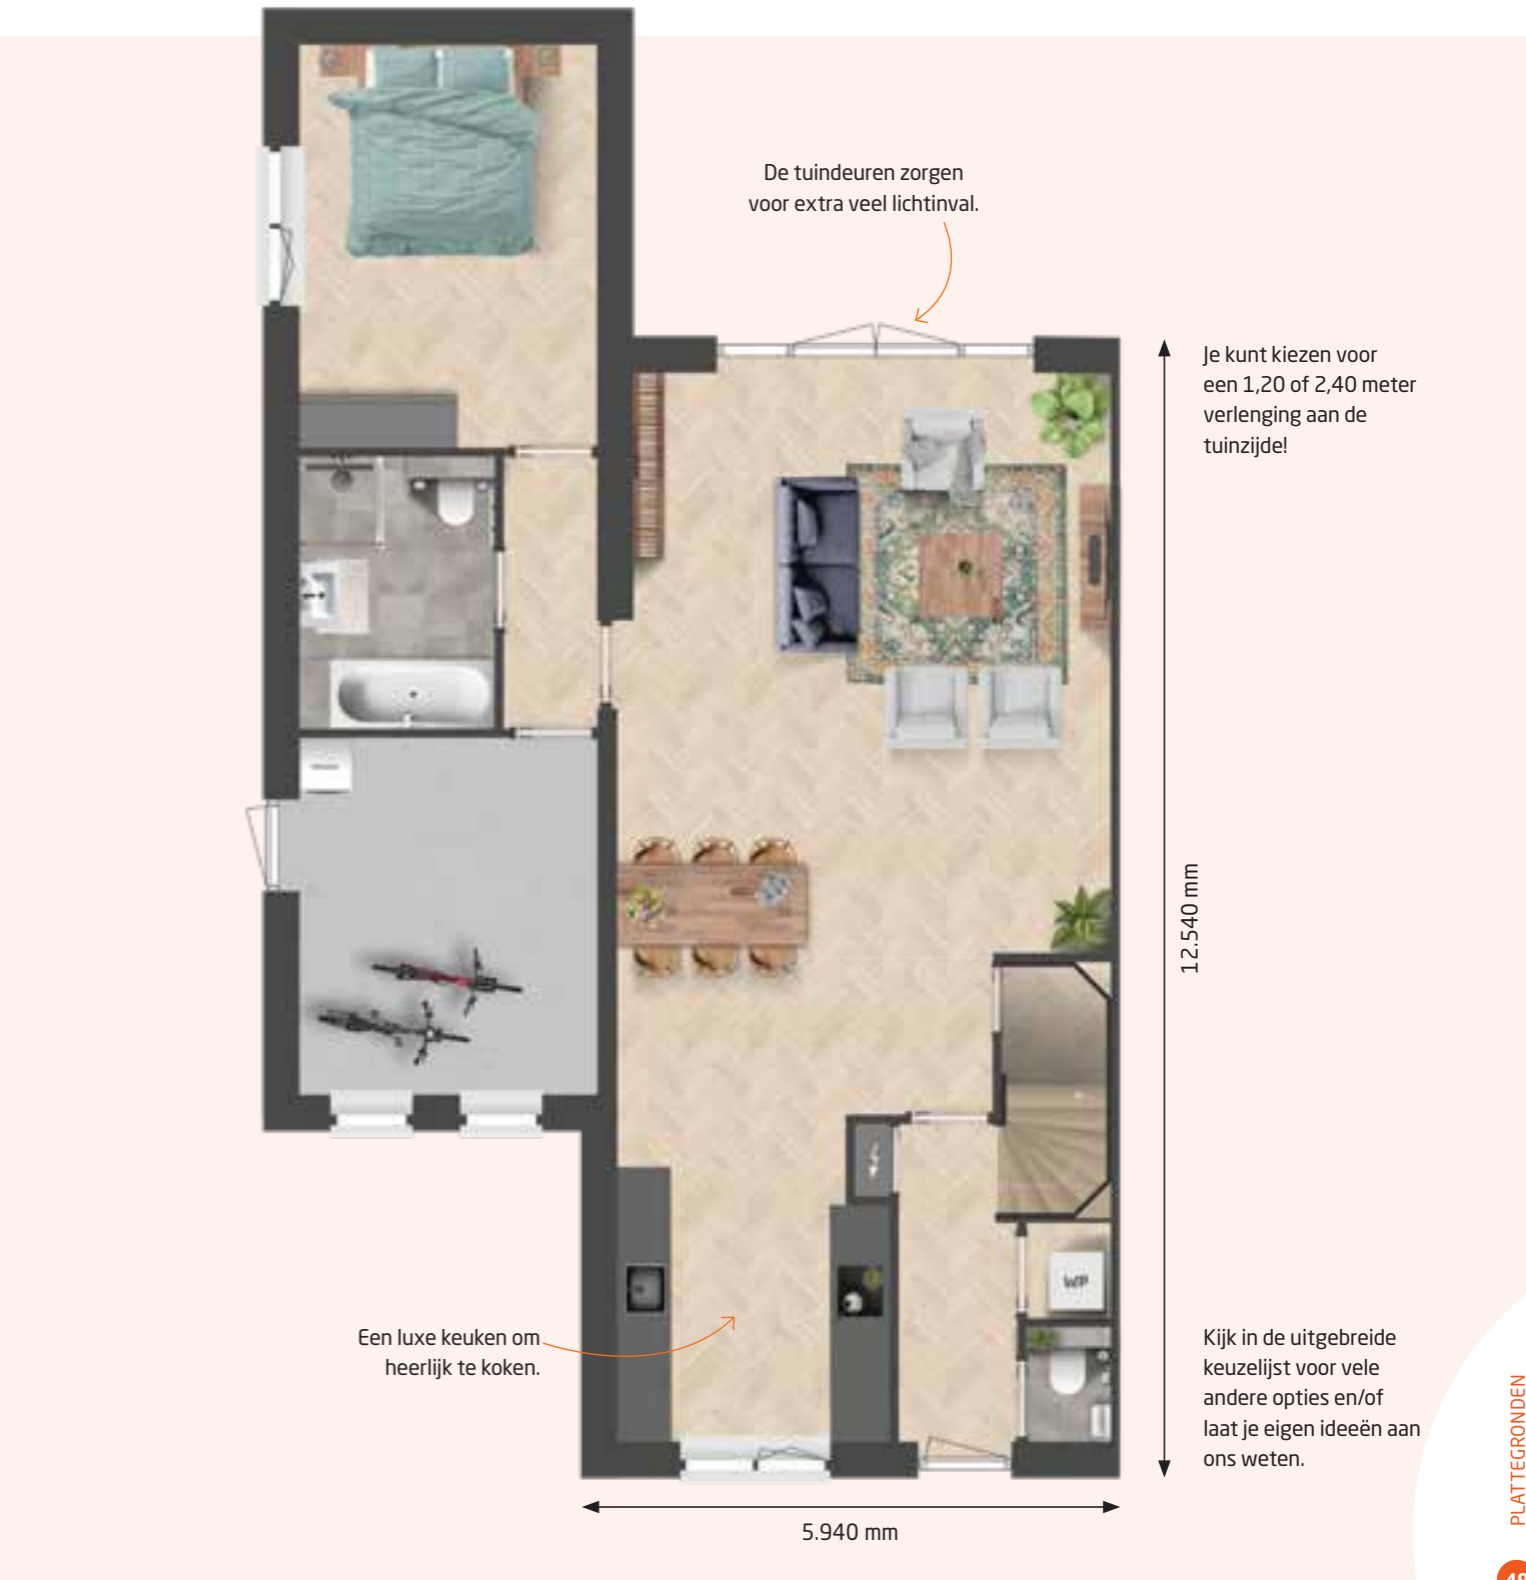 De tuindeuren zorgen
voor extra veel lichtinval.
Je kunt kiezen voor
een 1,20 of 2,40 meter
verlenging aan de
tuinzijde!
12.540 mm
WP
Een luxe keuken om
heerlijk te koken.
Kijk in de uitgebreide
keuzelijst voor vele
andere opties en/of
laat je eigen ideeën aan
ons weten.
PLATTEGRONDEN
5.940 mm